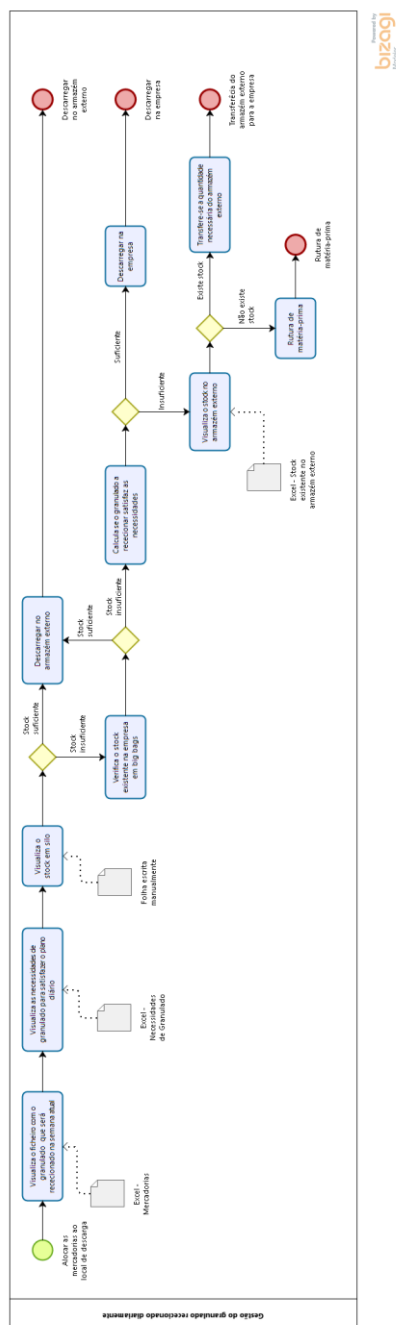 Gestão do granulado rececionado diariamente
Alocar as
mercadorias ao
local de descarga
Visualiza o ficheiro com o
granulado que será
rececionado na semana atual
Excel -
Mercadorias
Visualiza as necessidades de
granulado para satisfazer o plano
diário
Excel -
Necessidades
de Granulado
Visualiza o
stock em silo
Folha escrita
manualmente
Stock
suficiente
Stock
insuficiente
Descarregar no
armazém externo
Verifica o stock
existente na empresa
em big bags
Stock
suficiente
Stock
insuficiente
Calcula se o granulado a
rececionar satisfaz as
necessidades
Suficiente
Insuficiente
Descarregar na
empresa
Visualiza o stock no
armazém externo
Excel - Stock
existente no
armazém externo
Existe stock
Não existe
stock
Transfere-se a quantidade
necessária do armazém
externo
Rutura de
matéria-prima
Rutura de
matéria-prima
Descarregar
no armazém
externo
Descarregar
na empresa
Transferêcia do
armazém externo
para a empresa
Powered by
bizagi
Modeler